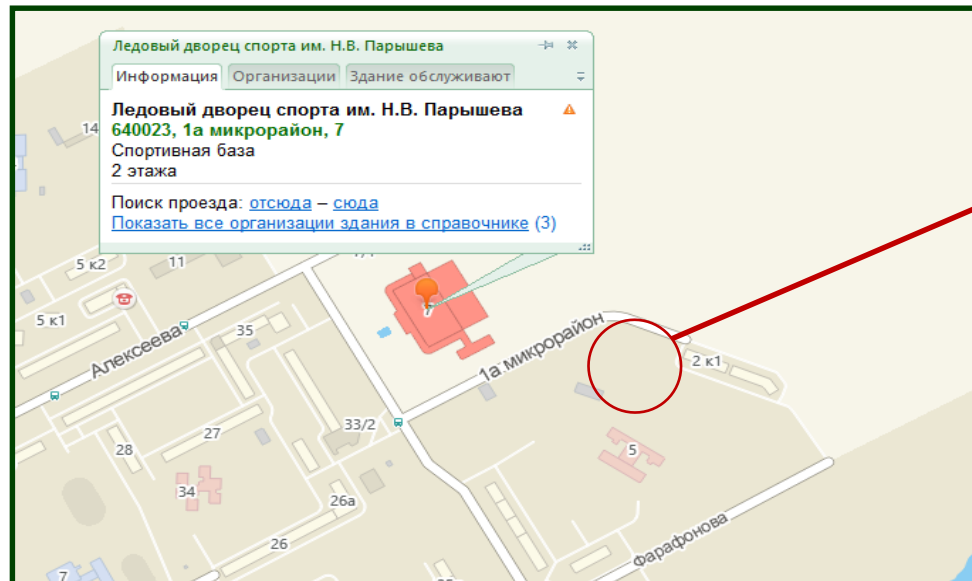 Ледовый дворец спорта им. Н.В. Парышева
Информация Организации Здание обслуживают
Ледовый дворец спорта им. Н.В. Парышева
640023, 1а микрорайон, 7
Спортивная база
2 этажа
Поиск проезда: отсюда – сюда
Показать все организации здания в справочнике (3)
14
5 к2
11
5 к1
35
Алексеева
7
1а микрорайон
2 к1
33/2
27
28
5
34
26а
26
Фарафонова
7